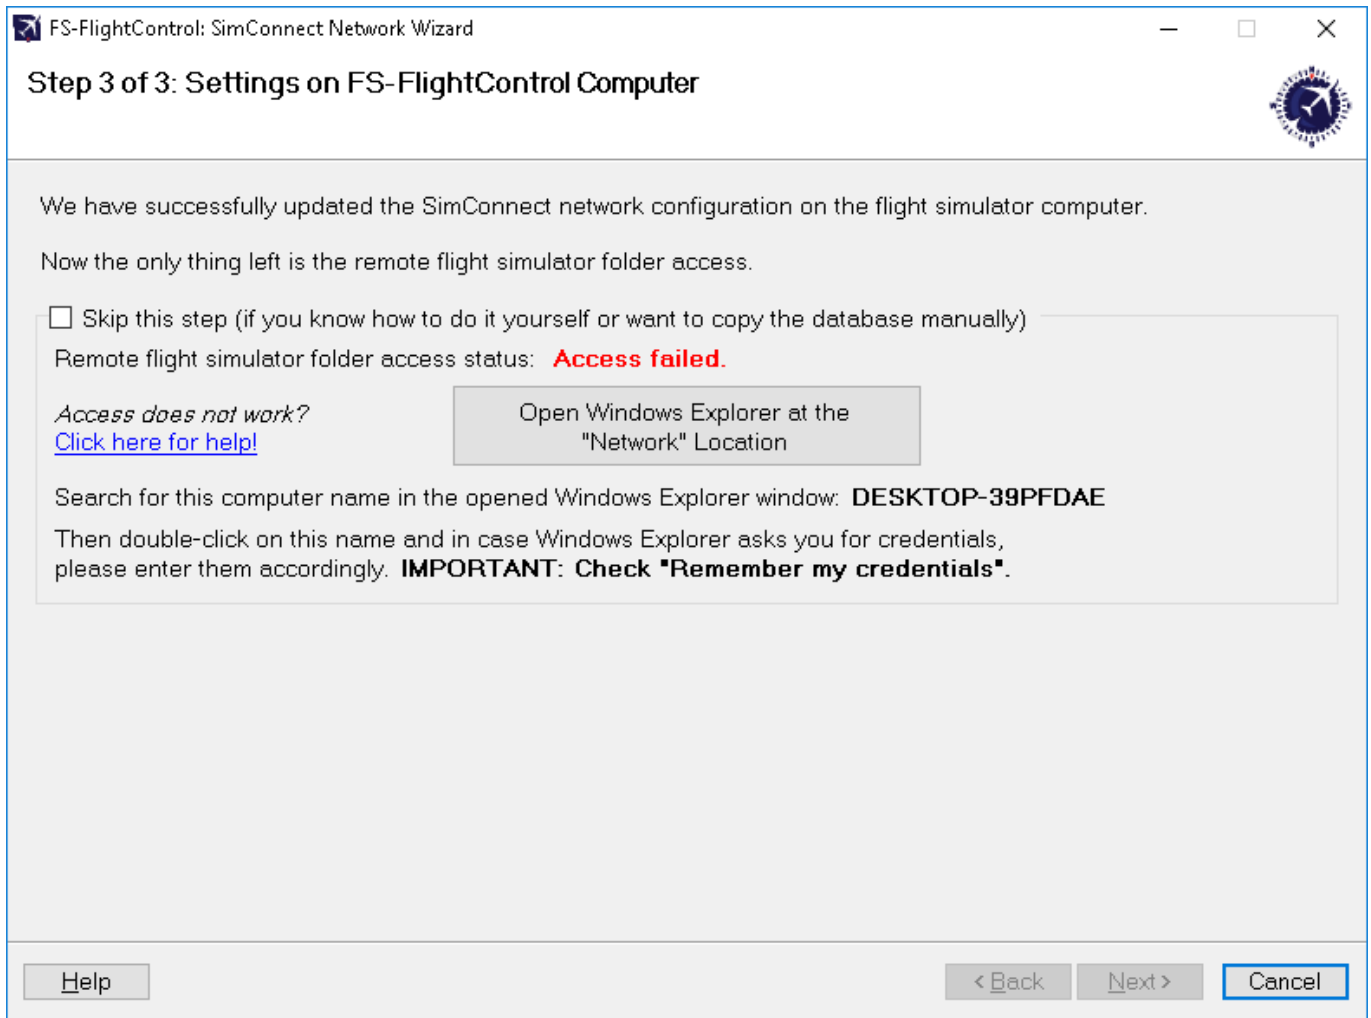 FS-FlightControl: SimConnect Network Wizard
Step 3 of 3: Settings on FS-FlightControl Computer
We have successfully updated the SimConnect network configuration on the flight simulator computer.
Now the only thing left is the remote flight simulator folder access.
Skip this step (if you know how to do it yourself or want to copy the database manually)
Remote flight simulator folder access status: Access failed.
Access does not work?
Click here for help!
Open Windows Explorer at the
"Network" Location
Search for this computer name in the opened Windows Explorer window: DESKTOP-39PFDAE
Then double-click on this name and in case Windows Explorer asks you for credentials,
please enter them accordingly. IMPORTANT: Check "Remember my credentials".
Help
< Back
Next >
Cancel